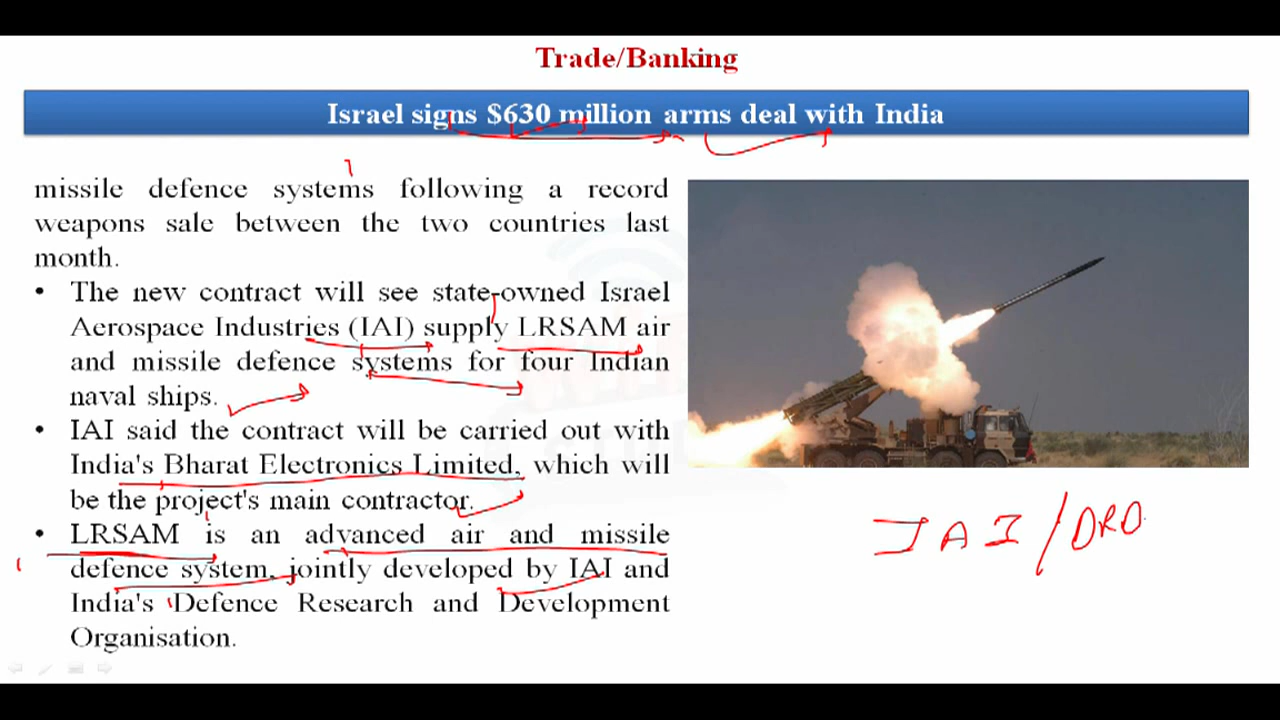 Trade/Banking
Israel signs $630 million arms deal with India
missile defence systems following a record
weapons sale between the two countries last
month.
• The new contract will see state-owned Israel
Aerospace Industries (IAI) supply LRSAM air
and missile defence systems for four Indian
naval ships.
• IAI said the contract will be carried out with
India's Bharat Electronics Limited, which will
be the project's main contractor.
• LRSAM is an advanced air and missile
defence system, jointly developed by IAI and
India's Defence Research and Development
Organisation.
IAI/DRD